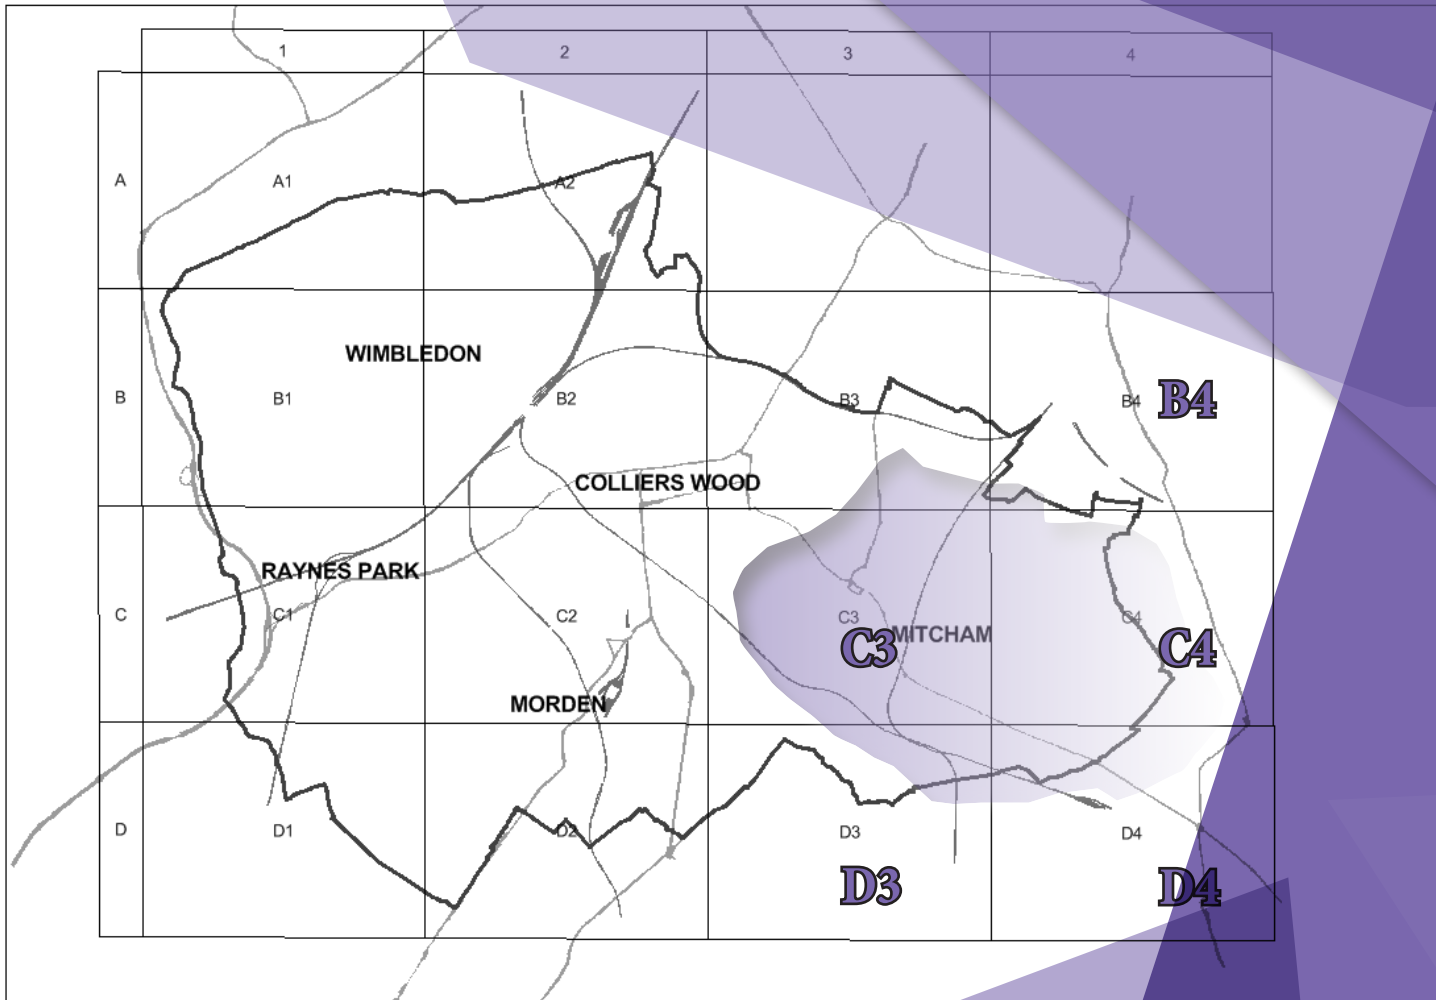 1 2 3 4
A A1 A2
WIMBLEDON
B B1 B2 B3 B4 B4
COLLIERS WOOD
RAYNES PARK
C C1 C2 C3 C4
MITCHAM
C3 C4
MORDEN
D D1 D2 D3 D4
D3 D4